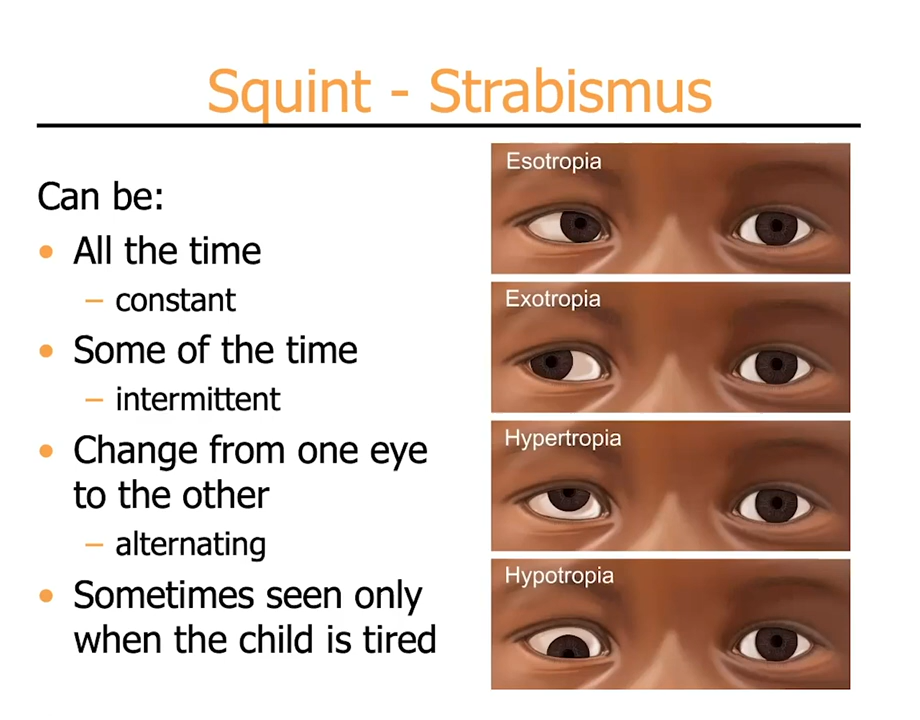 Squint - Strabismus
Can be:
• All the time
– constant
• Some of the time
– intermittent
• Change from one eye
to the other
– alternating
• Sometimes seen only
when the child is tired
Esotropia
Exotropia
Hypertropia
Hypotropia